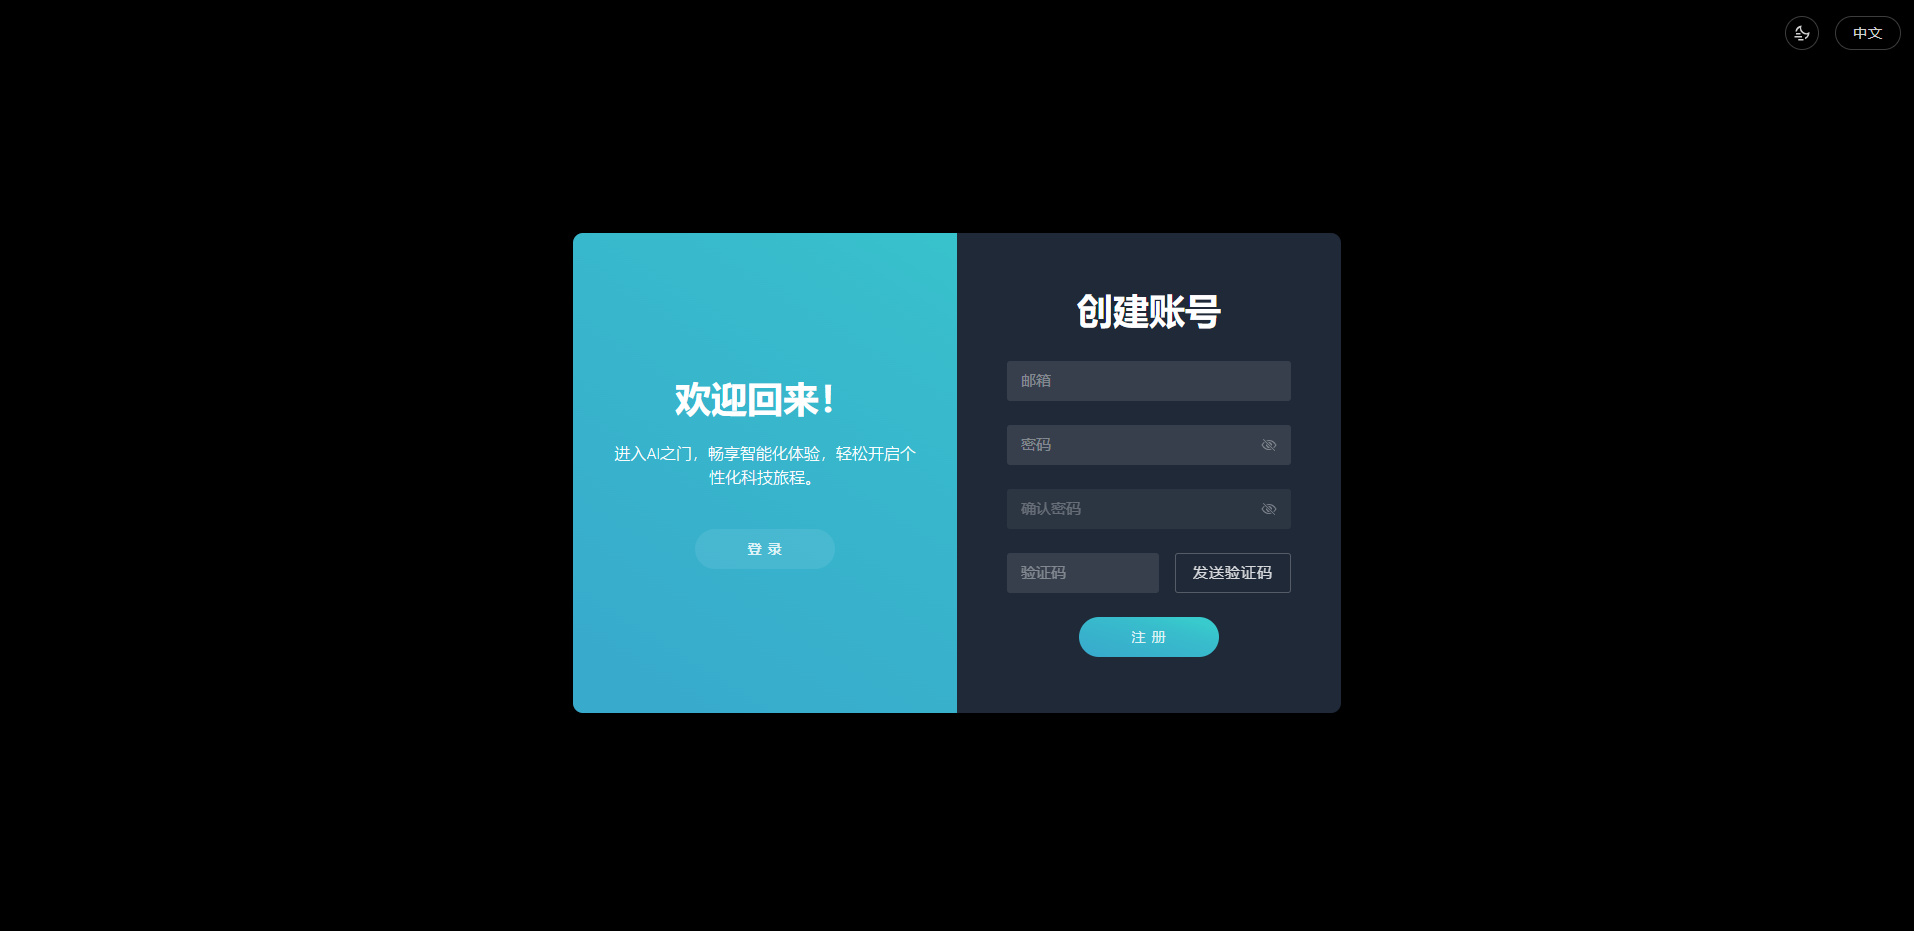 中文
欢迎回来！
进入AI之门，畅享智能化体验，轻松开启个
性化科技旅程。
登 录
创建账号
邮箱
密码
确认密码
验证码
发送验证码
注 册